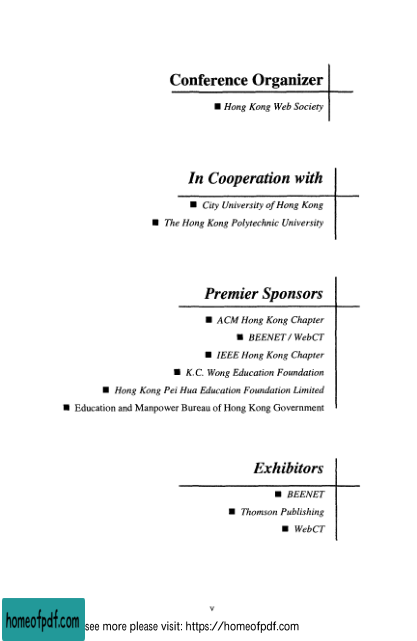 Conference Organizer
■ Hong Kong Web Society
In Cooperation with
■ City University of Hong Kong
■ The Hong Kong Polytechnic University
Premier Sponsors
■ ACM Hong Kong Chapter
■ BEENET / WebCT
■ IEEE Hong Kong Chapter
■ K.C. Wong Education Foundation
■ Hong Kong Pei Hua Education Foundation Limited
■ Education and Manpower Bureau of Hong Kong Government
Exhibitors
■ BEENET
■ Thomson Publishing
■ WebCT
v
homeofpdf.com see more please visit: https://homeofpdf.com